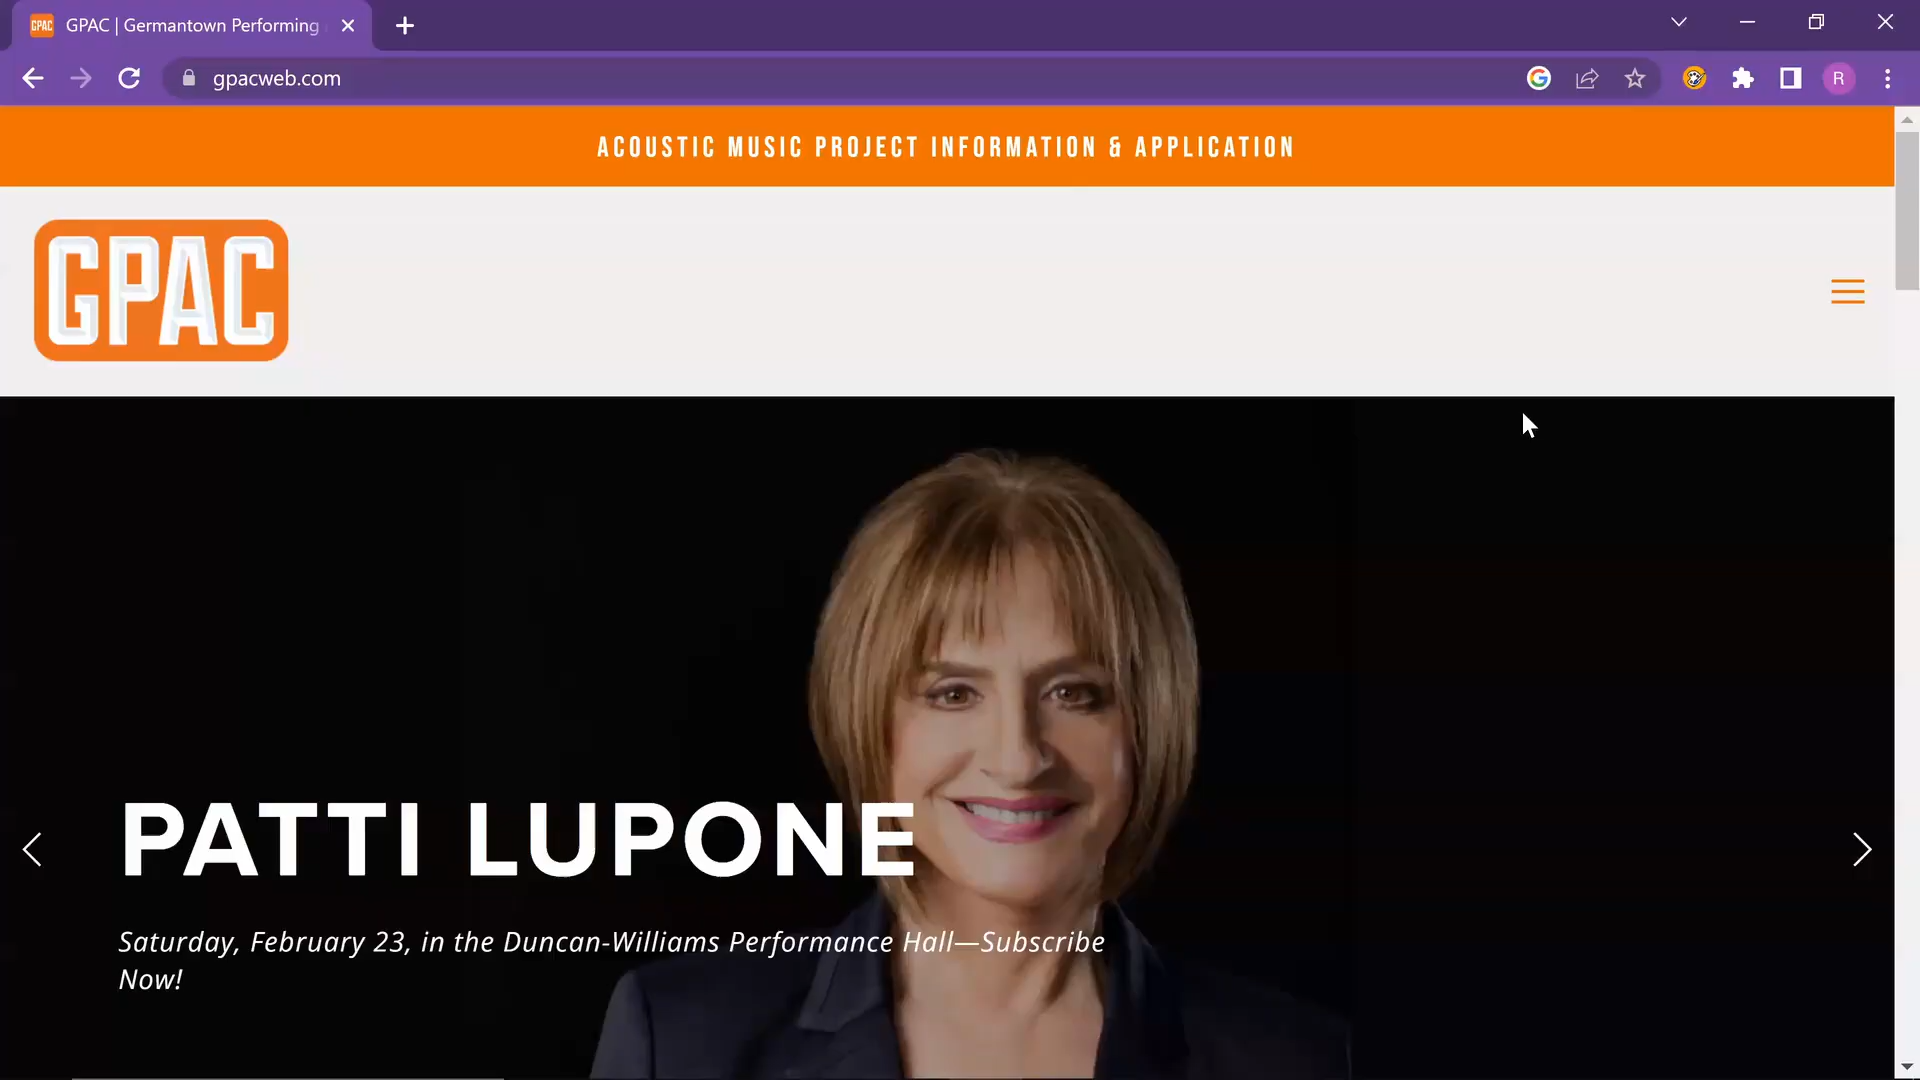 GPAC
GPAC | Germantown Performing
gpacweb.com
R
ACOUSTIC MUSIC PROJECT INFORMATION & APPLICATION
GPAC
PATTI LUPONE
Saturday, February 23, in the Duncan-Williams Performance Hall—Subscribe
Now!